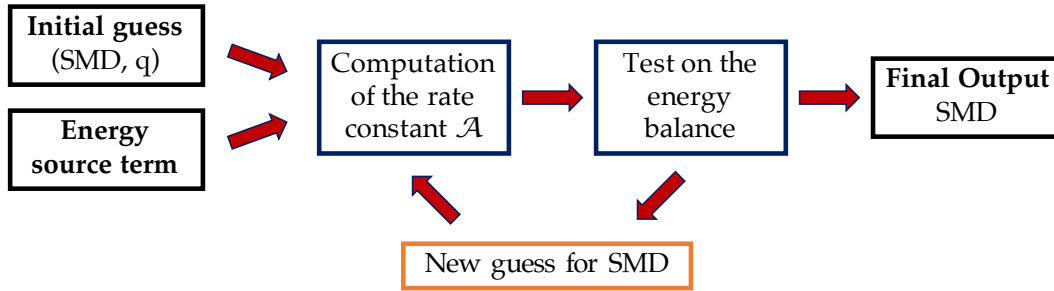 Initial guess
(SMD, q)
Energy
source term
Computation
of the rate
constant 𝒜
Test on the
energy
balance
Final Output
SMD
New guess for SMD